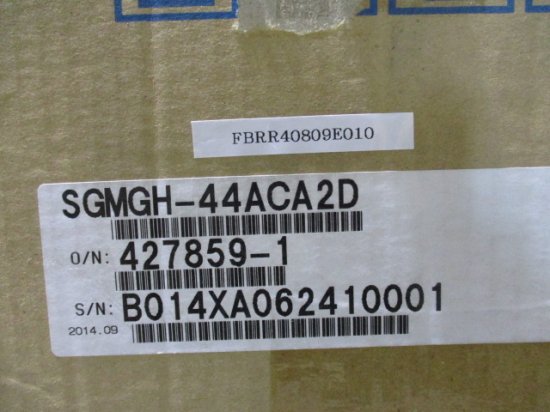 FBRR40809E010
SGMGH-44ACA2D
O/N: 427859-1
S/N: B014XA062410001
2014.09